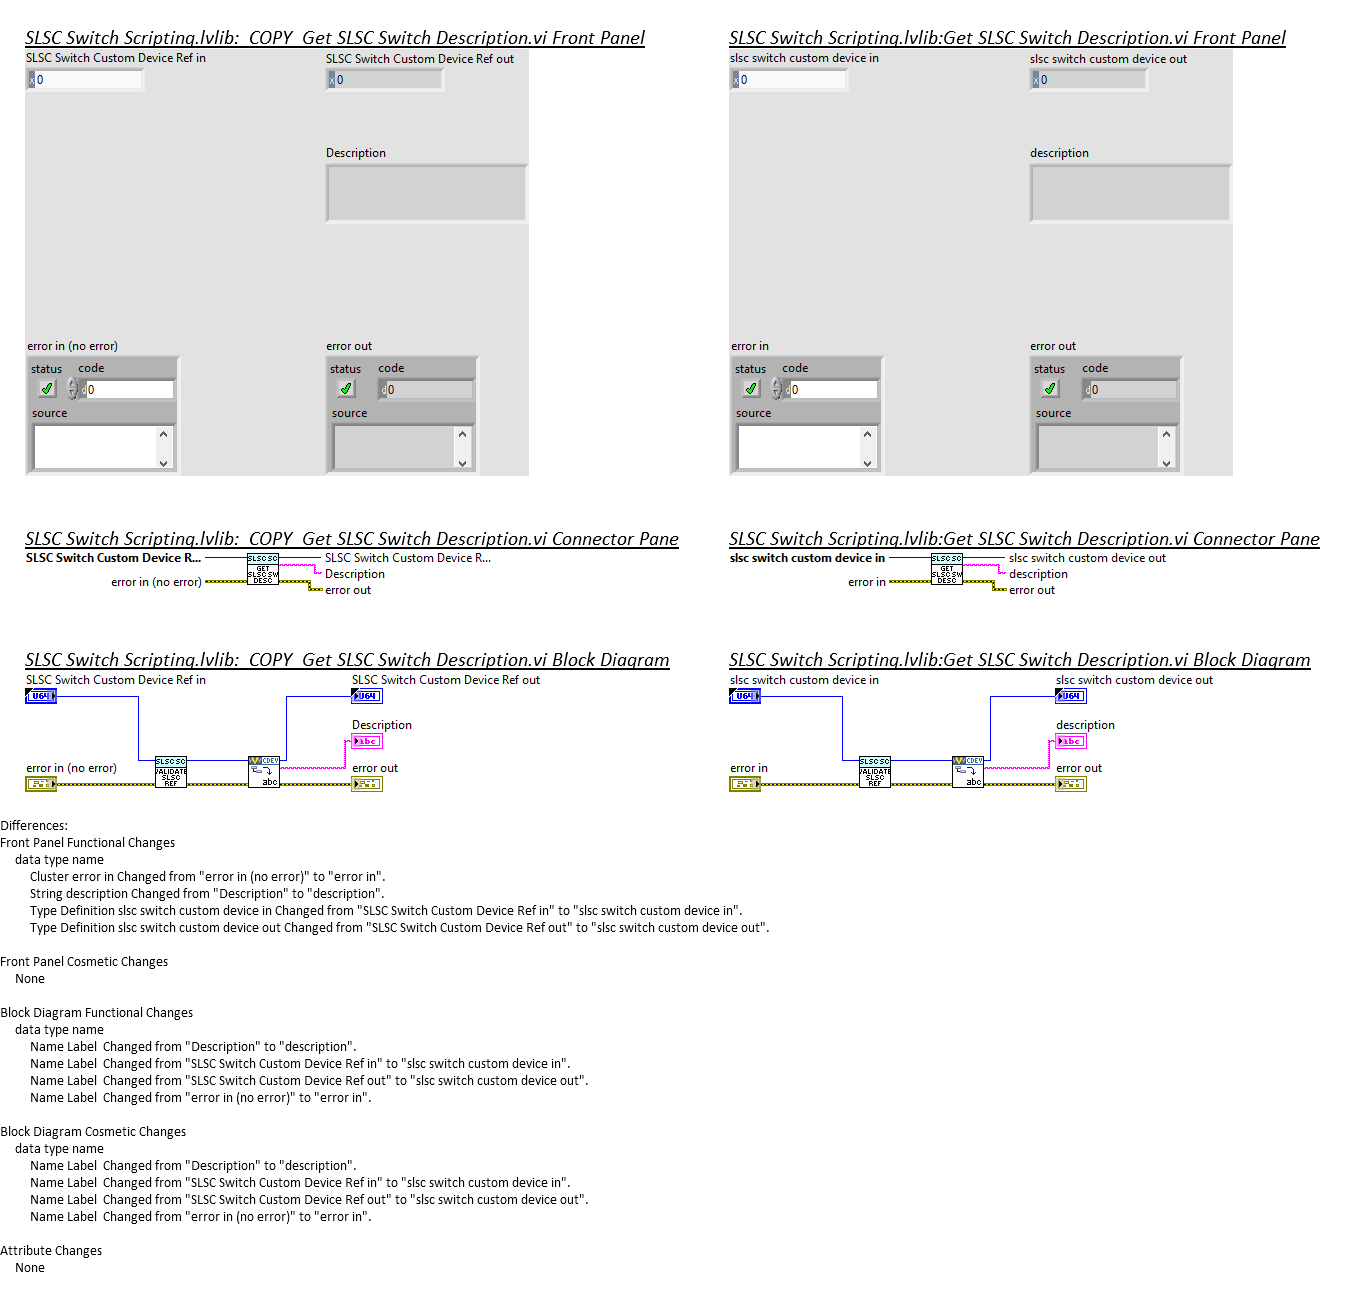 SLSC Switch Scripting.lvlib:  COPY  Get SLSC Switch Description.vi Front Panel
SLSC Switch Custom Device Ref in
SLSC Switch Custom Device Ref out
x 0
x 0
Description
error in (no error)
error out
status
code
status
code
d 0
d 0
source
source
SLSC Switch Scripting.lvlib:Get SLSC Switch Description.vi Front Panel
slsc switch custom device in
slsc switch custom device out
x 0
x 0
description
error in
error out
status
code
status
code
d 0
d 0
source
source
SLSC Switch Scripting.lvlib:  COPY  Get SLSC Switch Description.vi Connector Pane
SLSC Switch Custom Device R...
SLSC SC
GET
SLSC SW
DESC
SLSC Switch Custom Device R...
Description
error in (no error)
error out
SLSC Switch Scripting.lvlib:Get SLSC Switch Description.vi Connector Pane
slsc switch custom device in
SLSC SC
GET
SLSC SW
DESC
slsc switch custom device out
description
error in
error out
SLSC Switch Scripting.lvlib:  COPY  Get SLSC Switch Description.vi Block Diagram
SLSC Switch Custom Device Ref in
SLSC Switch Custom Device Ref out
U64
U64
Description
abc
error in (no error)
SLSC SC
VALIDATE
SLSC
REF
CDEV
abc
error out
SLSC Switch Scripting.lvlib:Get SLSC Switch Description.vi Block Diagram
slsc switch custom device in
slsc switch custom device out
U64
U64
description
abc
error in
SLSC SC
VALIDATE
SLSC
REF
CDEV
abc
error out
Differences:
Front Panel Functional Changes
data type name
Cluster error in Changed from "error in (no error)" to "error in".
String description Changed from "Description" to "description".
Type Definition slsc switch custom device in Changed from "SLSC Switch Custom Device Ref in" to "slsc switch custom device in".
Type Definition slsc switch custom device out Changed from "SLSC Switch Custom Device Ref out" to "slsc switch custom device out".
Front Panel Cosmetic Changes
None
Block Diagram Functional Changes
data type name
Name Label  Changed from "Description" to "description".
Name Label  Changed from "SLSC Switch Custom Device Ref in" to "slsc switch custom device in".
Name Label  Changed from "SLSC Switch Custom Device Ref out" to "slsc switch custom device out".
Name Label  Changed from "error in (no error)" to "error in".
Block Diagram Cosmetic Changes
data type name
Name Label  Changed from "Description" to "description".
Name Label  Changed from "SLSC Switch Custom Device Ref in" to "slsc switch custom device in".
Name Label  Changed from "SLSC Switch Custom Device Ref out" to "slsc switch custom device out".
Name Label  Changed from "error in (no error)" to "error in".
Attribute Changes
None